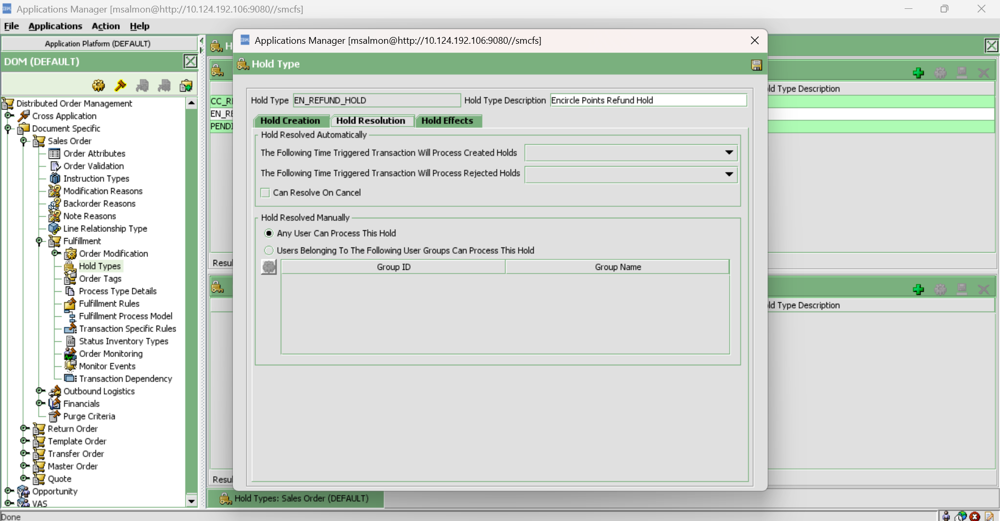 Applications Manager [msalmon@http://10.124.192.106:9080//smcfs]
File Applications Action Help
Application Platform (DEFAULT)
DOM (DEFAULT)
Distributed Order Management
Cross Application
Document Specific
Sales Order
Order Attributes
Order Validation
Instruction Types
Modification Reasons
Backorder Reasons
Note Reasons
Line Relationship Type
Fulfillment
Order Modification
Hold Types
Order Tags
Process Type Details
Fulfillment Rules
Fulfillment Process Model
Transaction Specific Rules
Status Inventory Types
Order Monitoring
Monitor Events
Transaction Dependency
Outbound Logistics
Financials
Purge Criteria
Return Order
Template Order
Transfer Order
Master Order
Quote
Opportunity
VAS
Done
Applications Manager [msalmon@http://10.124.192.106:9080//smcfs]
Hold Type
Hold Type EN_REFUND_HOLD Hold Type Description Encircle Points Refund Hold
Hold Creation Hold Resolution Hold Effects
Hold Resolved Automatically
The Following Time Triggered Transaction Will Process Created Holds
The Following Time Triggered Transaction Will Process Rejected Holds
Can Resolve On Cancel
Hold Resolved Manually
Any User Can Process This Hold
Users Belonging To The Following User Groups Can Process This Hold
Group ID Group Name
Type Description
Type Description
Hold Types: Sales Order (DEFAULT)